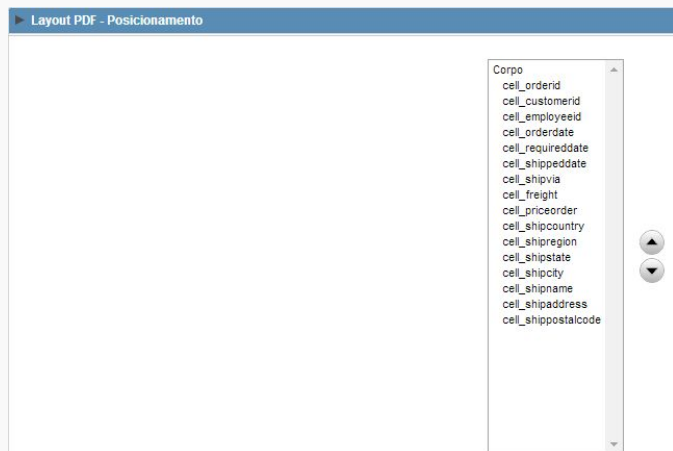 Layout PDF - Posicionamento
Corpo
cell_orderid
cell_customerid
cell_employeeid
cell_orderdate
cell_requireddate
cell_shippeddate
cell_shipvia
cell_freight
cell_priceorder
cell_shipcountry
cell_shipregion
cell_shipstate
cell_shipcity
cell_shipname
cell_shipaddress
cell_shippostalcode